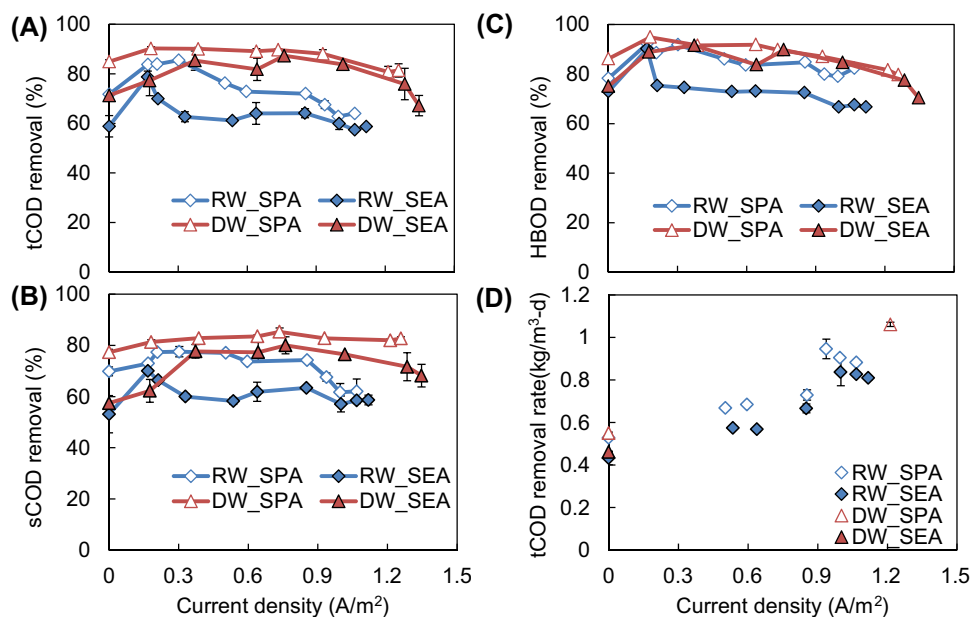 (A)
100
80
60
40
20
0
tCOD removal (%)
RW_SPA
RW_SEA
DW_SPA
DW_SEA
(C)
100
80
60
40
20
0
HBOD removal (%)
RW_SPA
RW_SEA
DW_SPA
DW_SEA
(B)
100
80
60
40
20
0
sCOD removal (%)
RW_SPA
RW_SEA
DW_SPA
DW_SEA
0
0.3
0.6
0.9
1.2
1.5
Current density (A/m²)
(D)
1.2
1
0.8
0.6
0.4
0.2
0
tCOD removal rate(kg/m³-d)
RW_SPA
RW_SEA
DW_SPA
DW_SEA
0
0.3
0.6
0.9
1.2
1.5
Current density (A/m²)